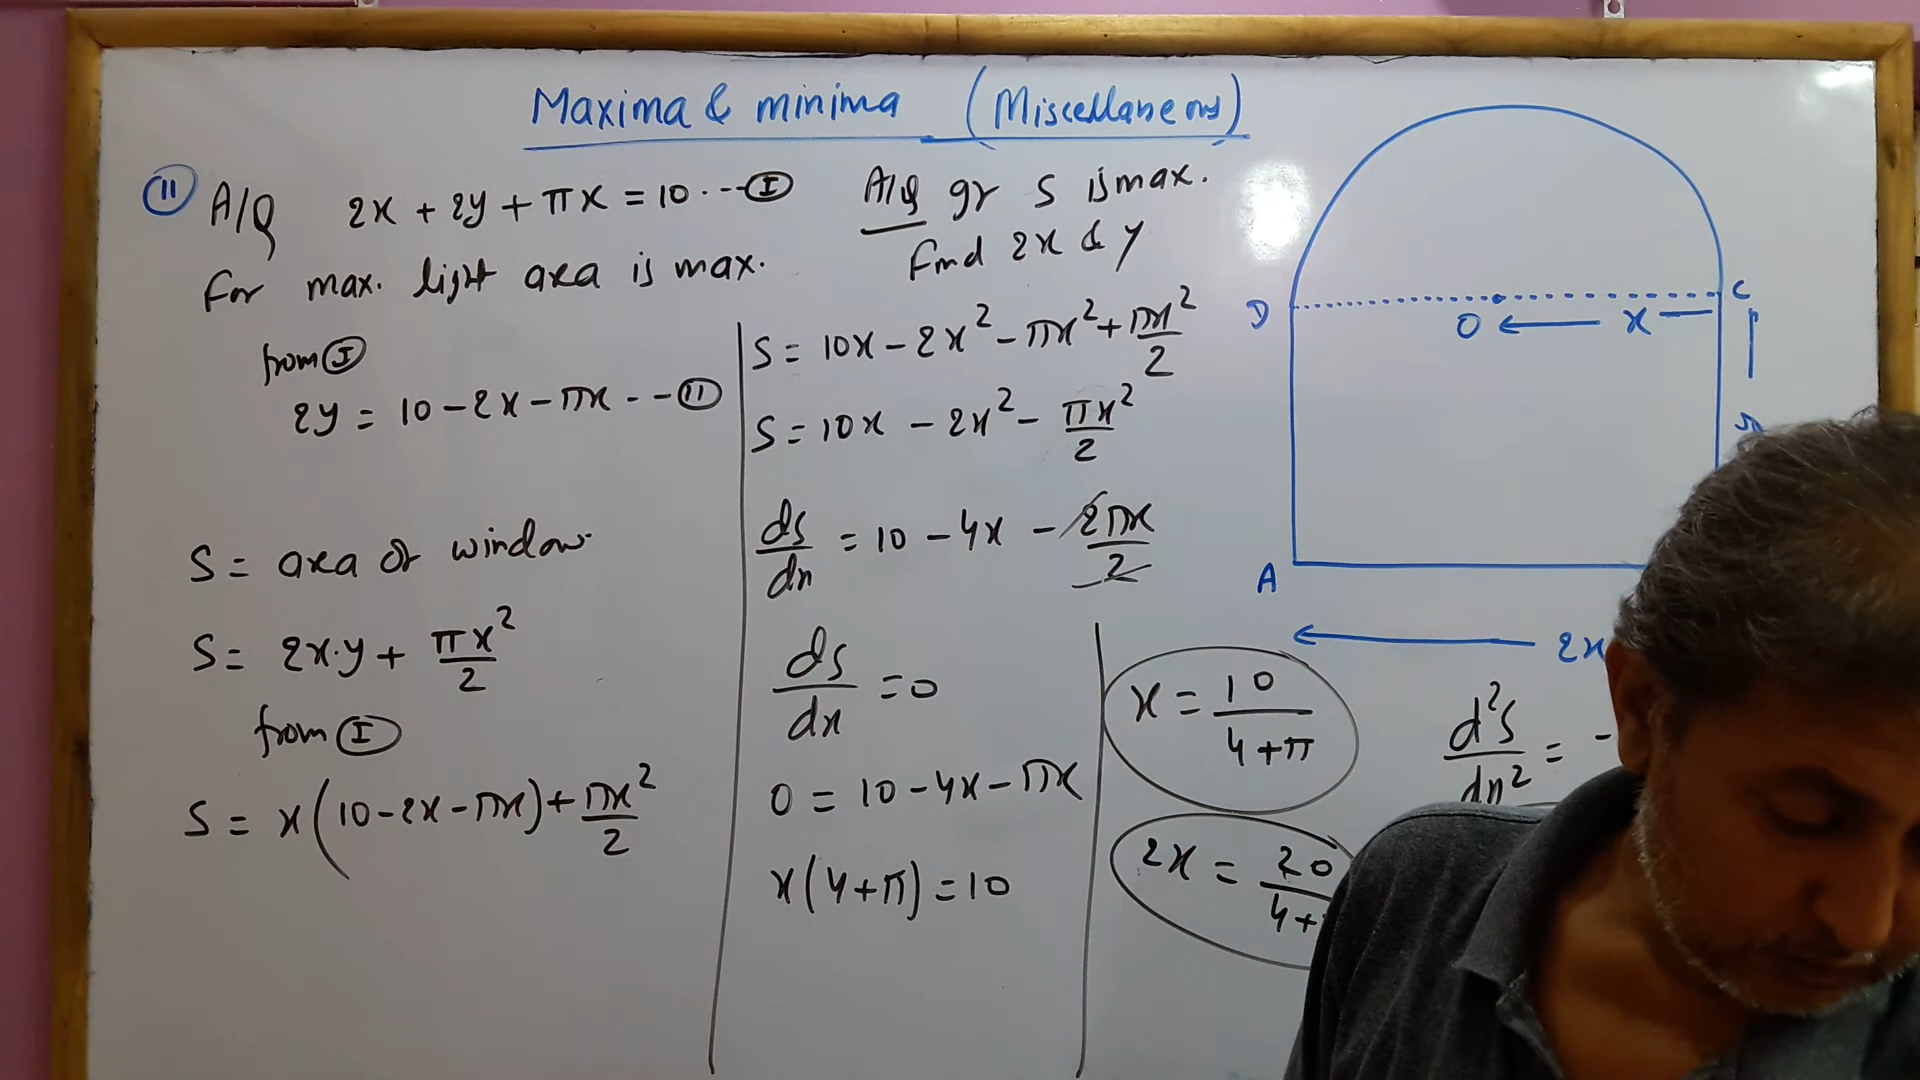 Maxima & minima (Miscellaneous)
(11) A/Q 2x + 2y + πx = 10 ---(I)
For max. light area is max.
from (I)
2y = 10 - 2x - πx --(11)
S = area of window
S = 2x.y + πx²/2
from (I)
S = x(10-2x-πx) + πx²/2
A/Q gr S is max.
Find 2x & y
S = 10x - 2x² - πx² + πx²/2
S = 10x - 2x² - πx²/2
ds/dx = 10 - 4x - 2πx/2
ds/dx = 0
0 = 10 - 4x - πx
x(4+π) = 10
x = 10/4+π
2x = 20/4+
d²s/dx² = -
D
C
O ← x
A
2x